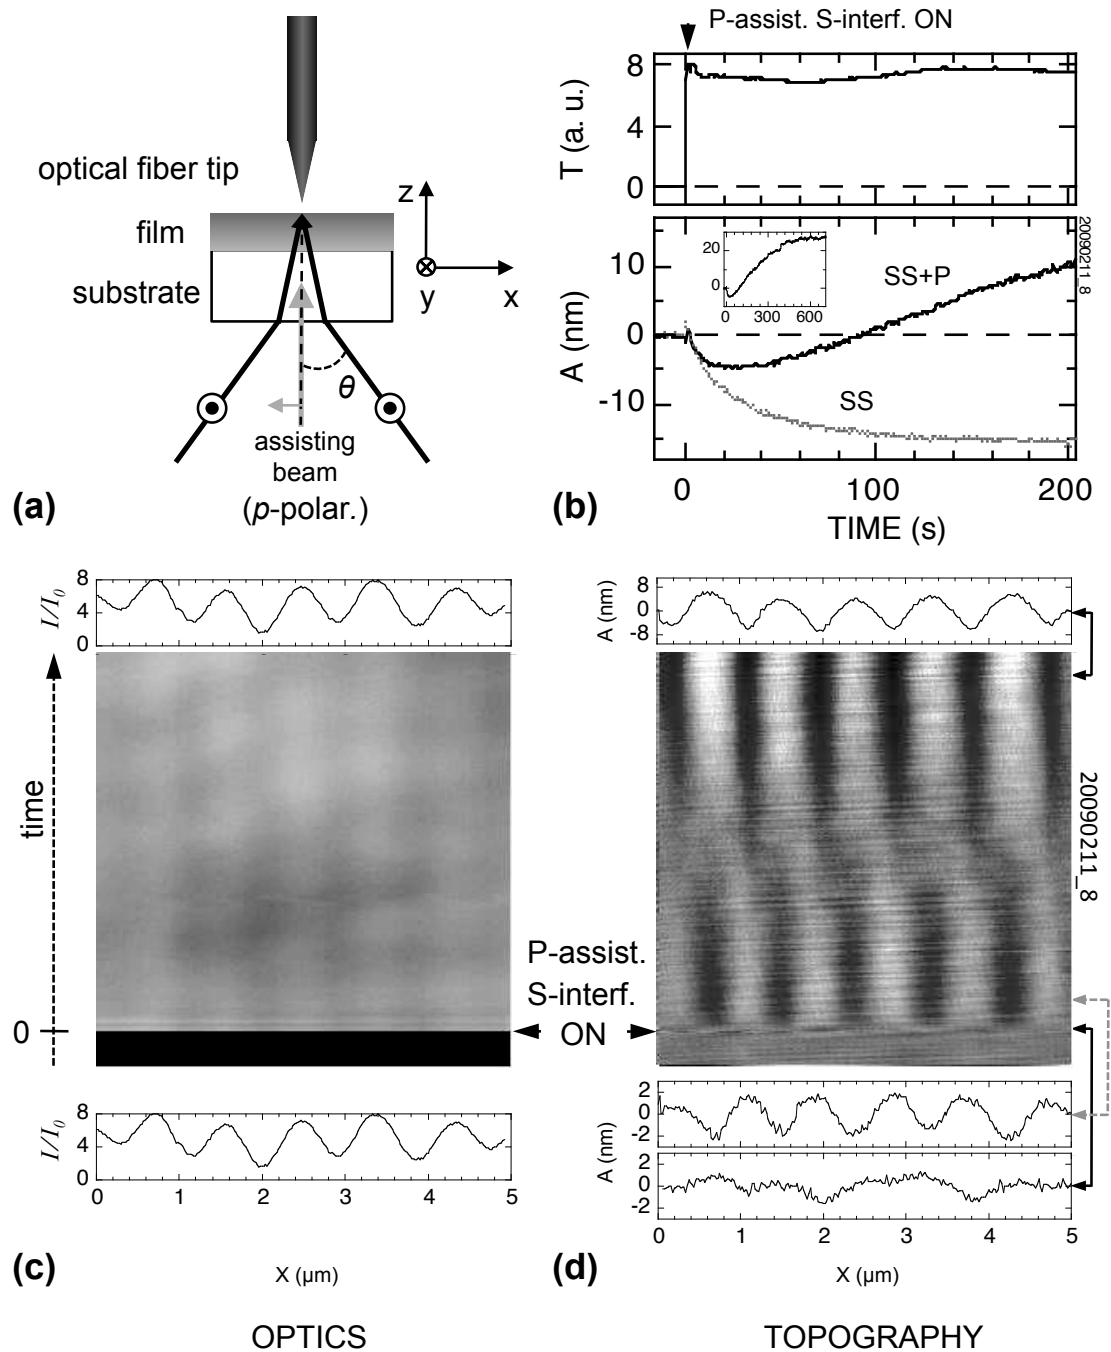 optical fiber tip
film
substrate
z
y
x
θ
assisting
beam
(p-polar.)
(a)
P-assist. S-interf. ON
8
4
0
T (a. u.)
20
0
0
300
600
SS+P
SS
10
0
-10
A (nm)
20090211_8
0
100
200
TIME (s)
(b)
8
4
0
I/I0
time
0
P-assist.
S-interf.
ON
8
4
0
I/I0
0
1
2
3
4
5
(c)
X (µm)
OPTICS
8
0
-8
A (nm)
20090211_8
2
0
-2
2
0
-2
A (nm)
0
1
2
3
4
5
(d)
X (µm)
TOPOGRAPHY